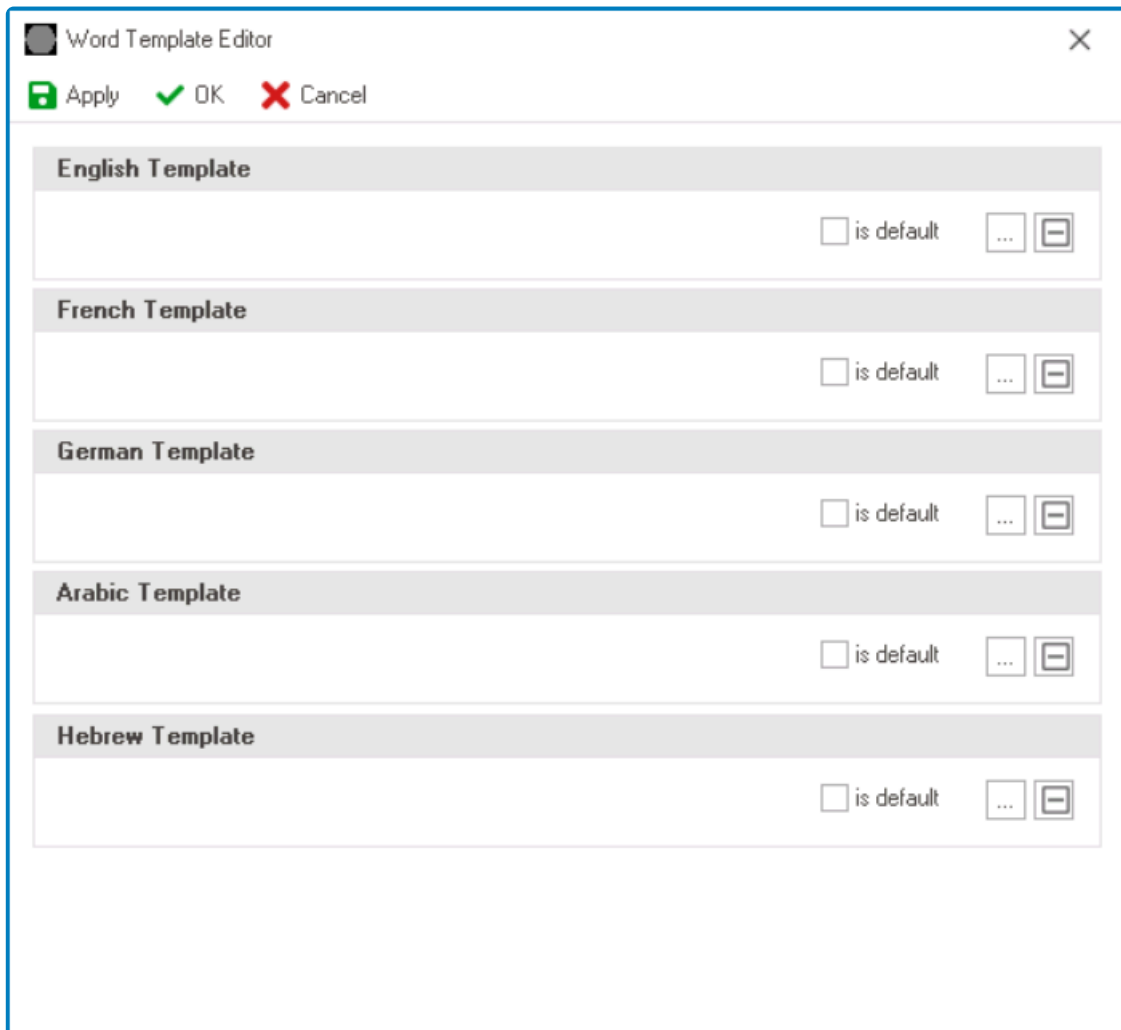 Word Template Editor
Apply OK Cancel
English Template
is default ...
French Template
is default ...
German Template
is default ...
Arabic Template
is default ...
Hebrew Template
is default ...